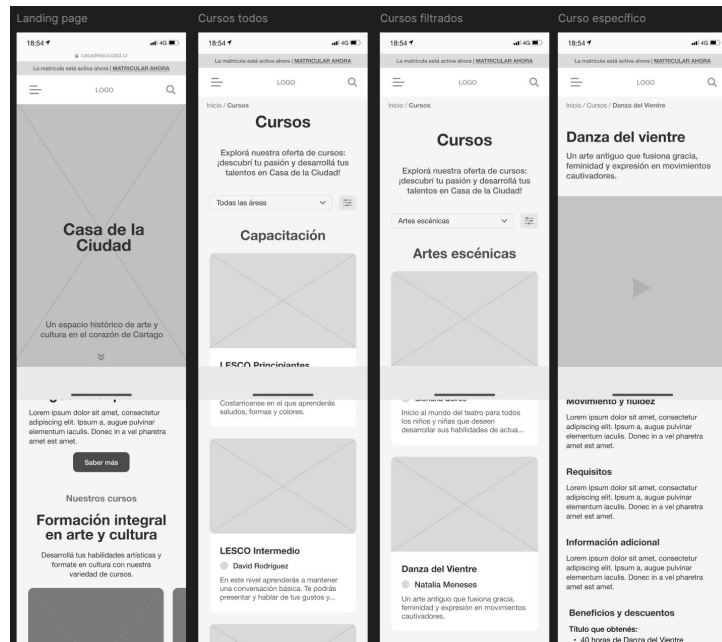 Landing page
18:54
4G
casadelaciudad.cr
La matrícula está activa ahora | MATRICULAR AHORA
LOGO
Casa de la
Ciudad
Un espacio histórico de arte y
cultura en el corazón de Cartago
Lorem ipsum dolor sit amet, consectetur
adipiscing elit. Ipsum a, augue pulvinar
elementum iaculis. Donec in a vel pharetra
amet est amet.
Saber más
Nuestros cursos
Formación integral
en arte y cultura
Desarrollá tus habilidades artísticas y
formate en cultura con nuestra
variedad de cursos.
Cursos todos
18:54
4G
La matrícula está activa ahora | MATRICULAR AHORA
LOGO
Inicio / Cursos
Cursos
Explorá nuestra oferta de cursos:
¡descubrí tu pasión y desarrollá tus
talentos en Casa de la Ciudad!
Todas las áreas
Capacitación
LESCO Principiantes
Costarricense en el que aprenderás
saludos, formas y colores.
LESCO Intermedio
David Rodríguez
En este nivel aprenderás a mantener
una conversación básica. Te podrás
presentar y hablar de tus gustos y...
Cursos filtrados
18:54
4G
La matrícula está activa ahora | MATRICULAR AHORA
LOGO
Inicio / Cursos
Cursos
Explorá nuestra oferta de cursos:
¡descubrí tu pasión y desarrollá tus
talentos en Casa de la Ciudad!
Artes escénicas
Artes escénicas
Inicio al mundo del teatro para todos
los niños y niñas que deseen
desarrollar sus habilidades de actua...
Danza del Vientre
Natalia Meneses
Un arte antiguo que fusiona gracia,
feminidad y expresión en movimientos
cautivadores.
Curso específico
18:54
4G
La matrícula está activa ahora | MATRICULAR AHORA
LOGO
Inicio / Cursos / Danza del Vientre
Danza del vientre
Un arte antiguo que fusiona gracia,
feminidad y expresión en movimientos
cautivadores.
Movimiento y fluidez
Lorem ipsum dolor sit amet, consectetur
adipiscing elit. Ipsum a, augue pulvinar
elementum iaculis. Donec in a vel pharetra
amet est amet.
Requisitos
Lorem ipsum dolor sit amet, consectetur
adipiscing elit. Ipsum a, augue pulvinar
elementum iaculis. Donec in a vel pharetra
amet est amet.
Información adicional
Lorem ipsum dolor sit amet, consectetur
adipiscing elit. Ipsum a, augue pulvinar
elementum iaculis. Donec in a vel pharetra
amet est amet.
Beneficios y descuentos
Título que obtenés:
• 40 horas de Danza del Vientre